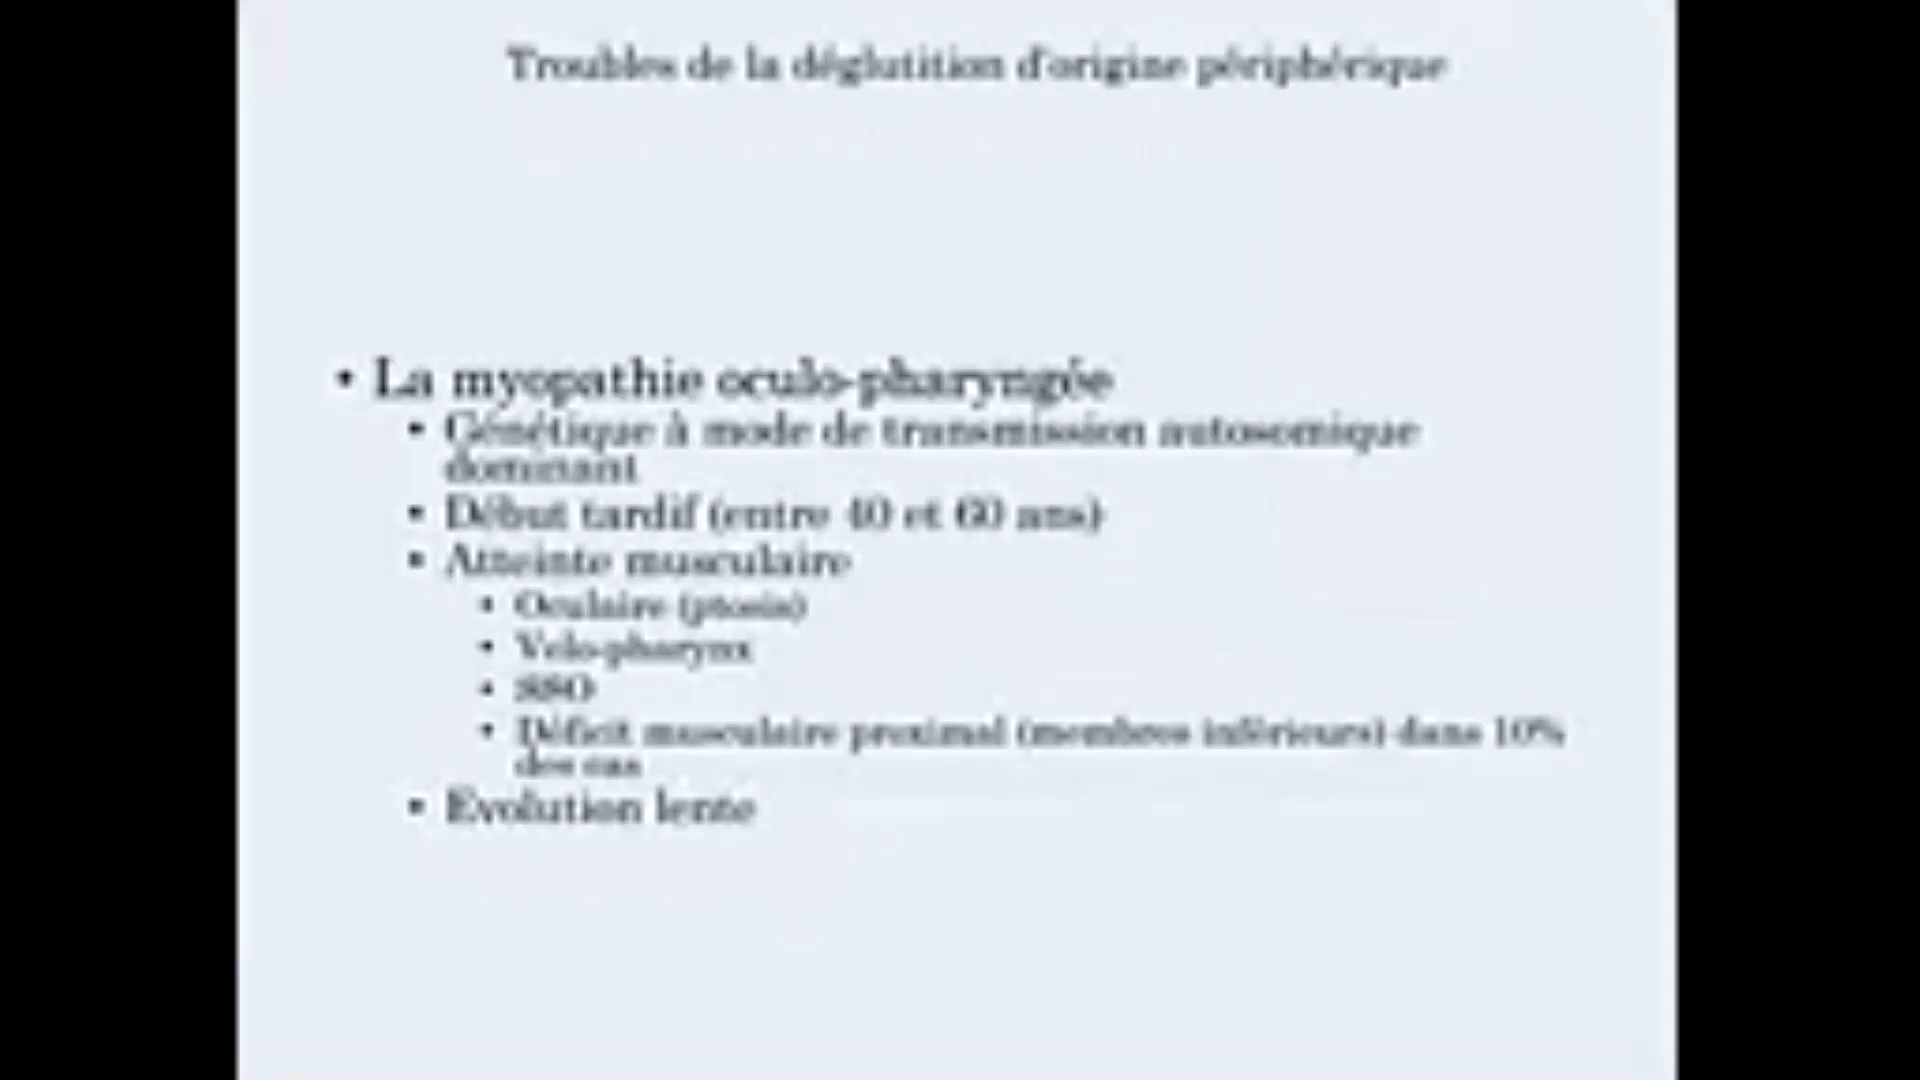 Troubles de la déglutition d'origine périphérique
• La myopathie oculo-pharyngée
• Génétique à mode de transmission autosomique
dominant
• Début tardif (entre 40 et 60 ans)
• Atteinte musculaire
• Oculaire (ptosis)
• Velo-pharynx
• SSO
• Déficit musculaire proximal (membres inférieurs) dans 10%
des cas
• Evolution lente